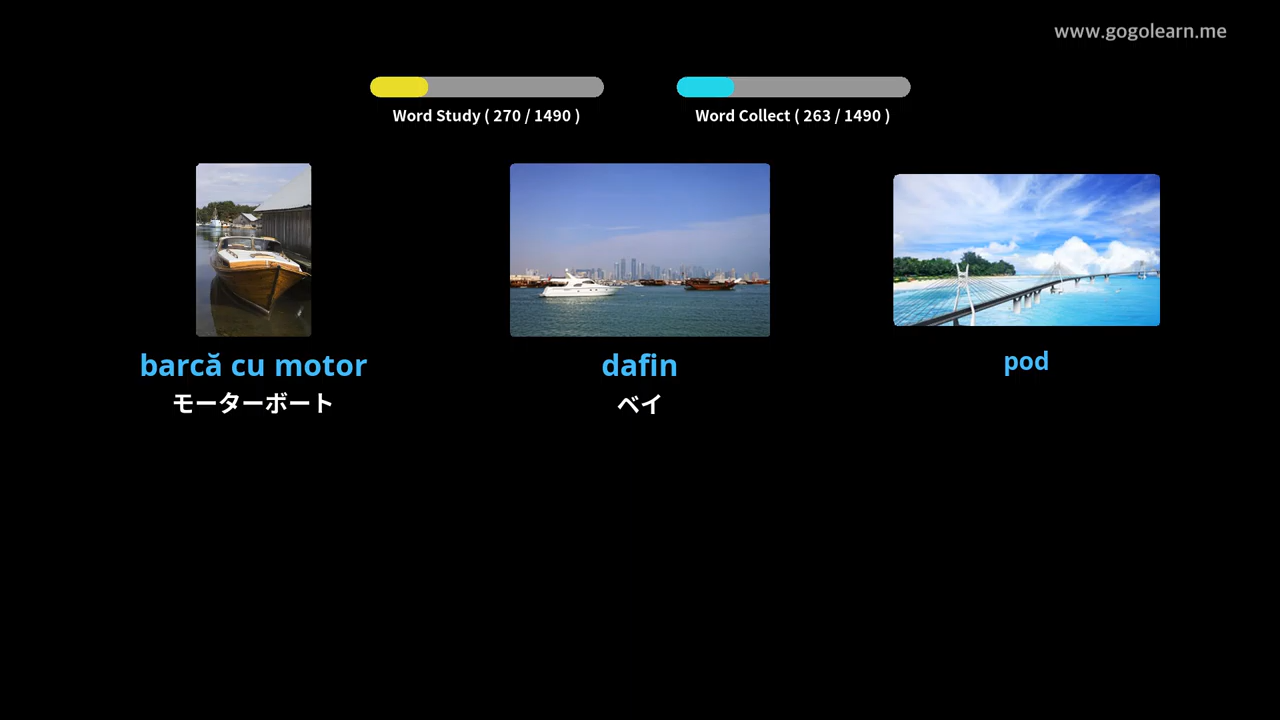 www.gogolearn.me
Word Study ( 270 / 1490 )
Word Collect ( 263 / 1490 )
barcă cu motor
モーターボート
dafin
ベイ
pod